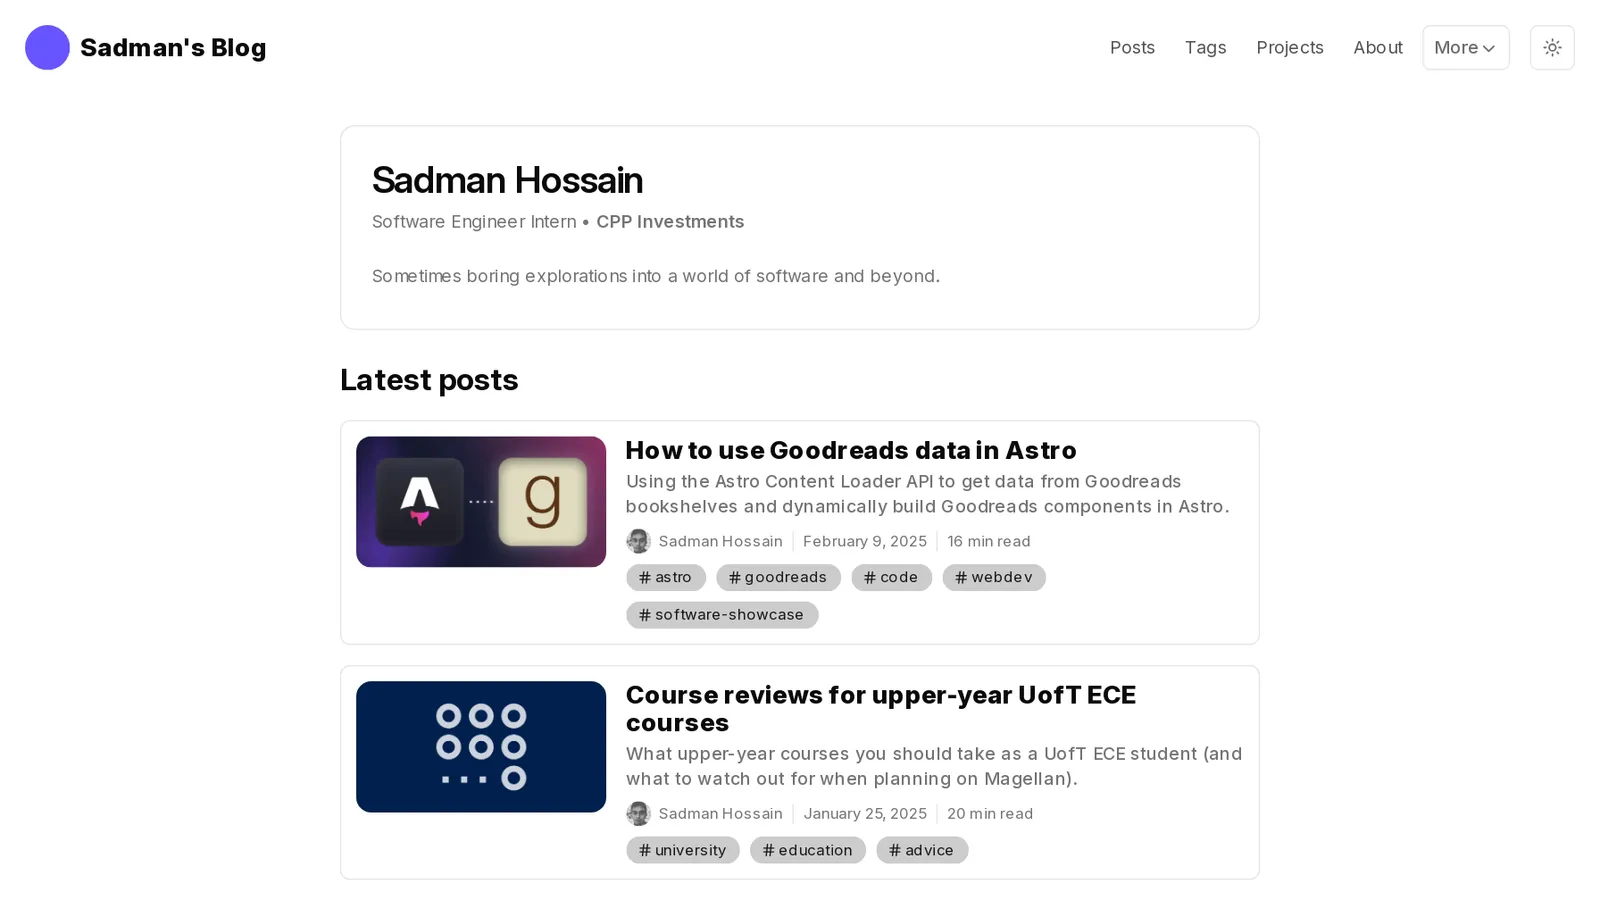 Sadman's Blog
Posts
Tags
Projects
About
More
Sadman Hossain
Software Engineer Intern • CPP Investments
Sometimes boring explorations into a world of software and beyond.
Latest posts
g
How to use Goodreads data in Astro
Using the Astro Content Loader API to get data from Goodreads
bookshelves and dynamically build Goodreads components in Astro.
Sadman Hossain
February 9, 2025
16 min read
# astro
# goodreads
# code
# webdev
# software-showcase
Course reviews for upper-year UofT ECE
courses
What upper-year courses you should take as a UofT ECE student (and
what to watch out for when planning on Magellan).
Sadman Hossain
January 25, 2025
20 min read
# university
# education
# advice